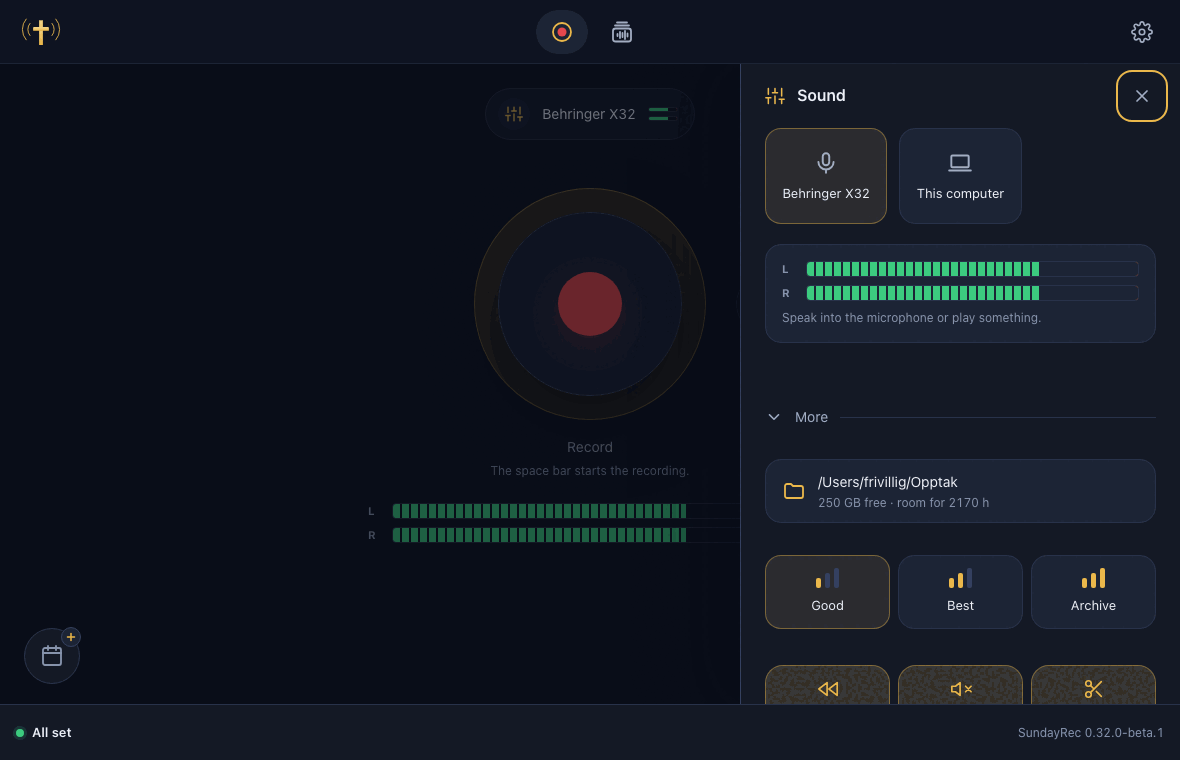 Behringer X32
Record
The space bar starts the recording.
L
R
Sound
Behringer X32
This computer
L
R
Speak into the microphone or play something.
More
/Users/frivillig/Opptak
250 GB free · room for 2170 h
Good
Best
Archive
All set
SundayRec 0.32.0-beta.1